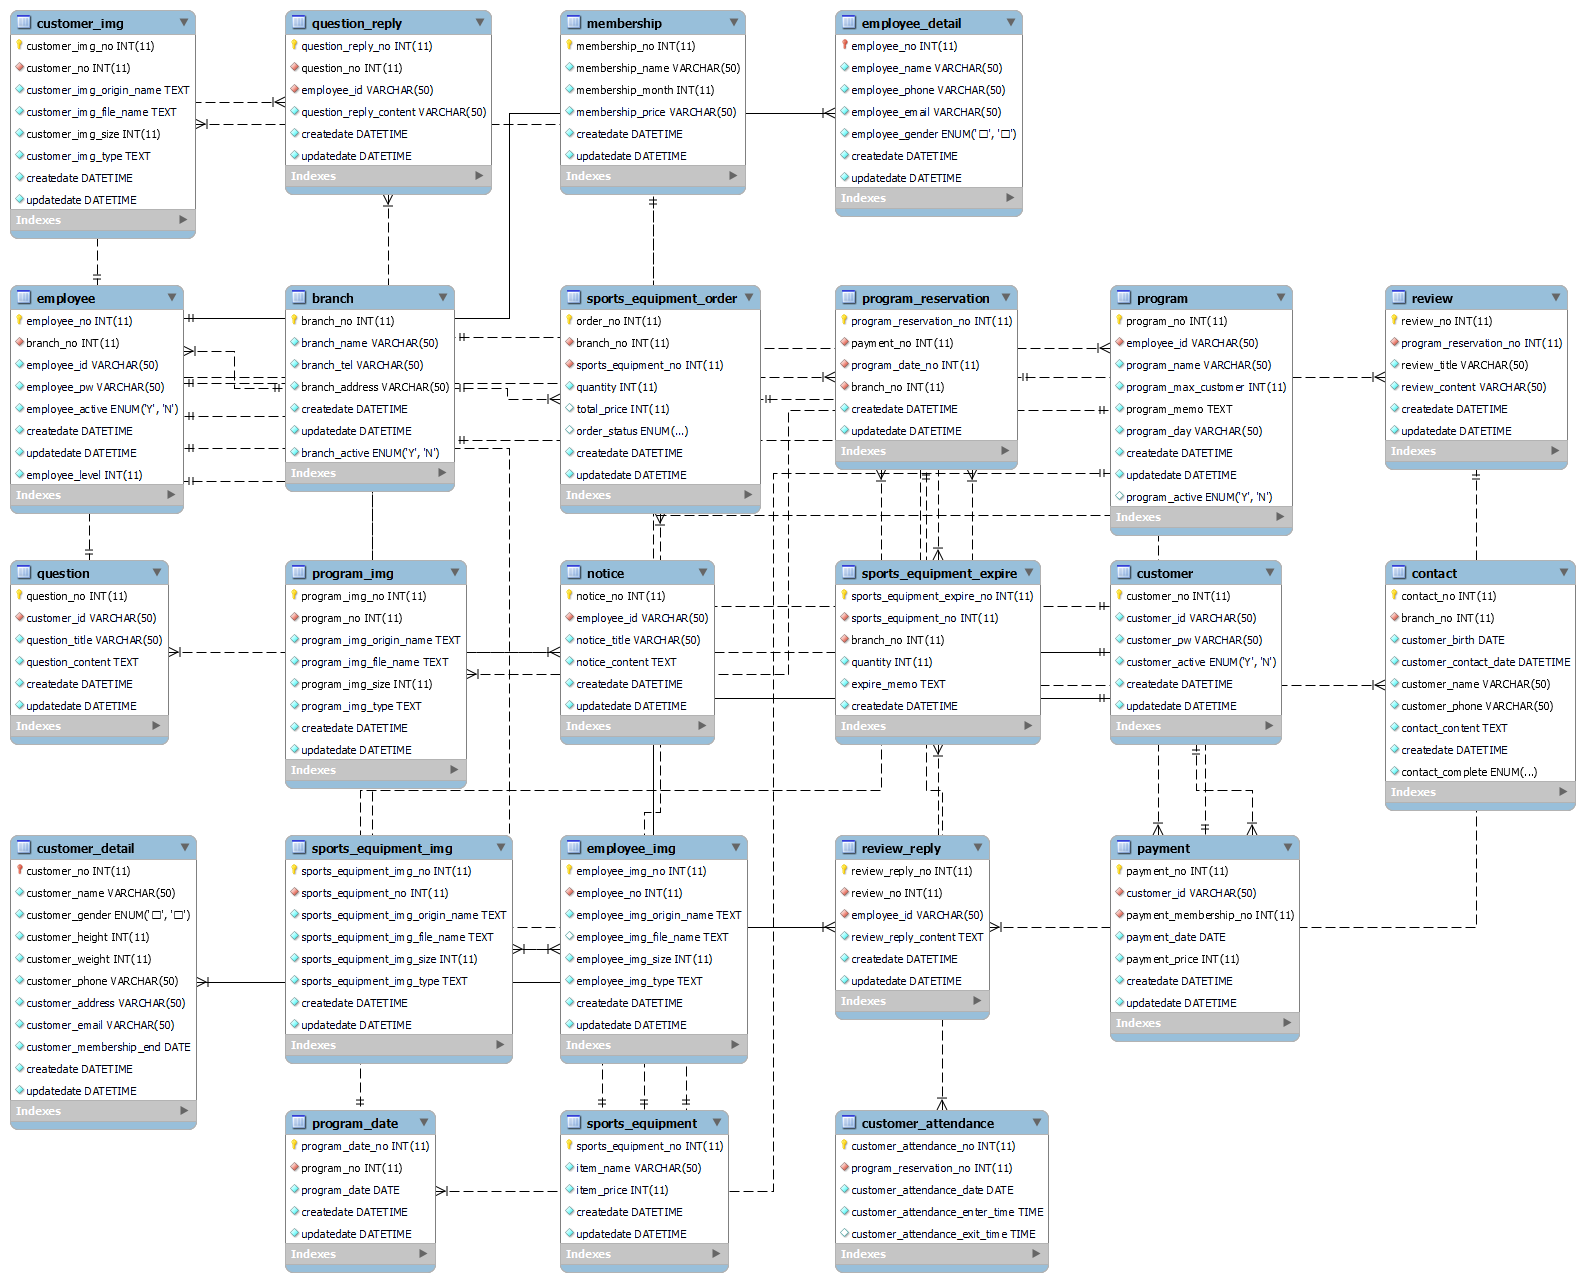 customer_img
customer_img_no INT(11)
customer_no INT(11)
customer_img_origin_name TEXT
customer_img_file_name TEXT
customer_img_size INT(11)
customer_img_type TEXT
createdate DATETIME
updatedate DATETIME
Indexes
question_reply
question_reply_no INT(11)
question_no INT(11)
employee_id VARCHAR(50)
question_reply_content VARCHAR(50)
createdate DATETIME
updatedate DATETIME
Indexes
membership
membership_no INT(11)
membership_name VARCHAR(50)
membership_month INT(11)
membership_price VARCHAR(50)
createdate DATETIME
updatedate DATETIME
Indexes
employee_detail
employee_no INT(11)
employee_name VARCHAR(50)
employee_phone VARCHAR(50)
employee_email VARCHAR(50)
employee_gender ENUM('□', '□')
createdate DATETIME
updatedate DATETIME
Indexes
employee
employee_no INT(11)
branch_no INT(11)
employee_id VARCHAR(50)
employee_pw VARCHAR(50)
employee_active ENUM('Y', 'N')
createdate DATETIME
updatedate DATETIME
employee_level INT(11)
Indexes
branch
branch_no INT(11)
branch_name VARCHAR(50)
branch_tel VARCHAR(50)
branch_address VARCHAR(50)
createdate DATETIME
updatedate DATETIME
branch_active ENUM('Y', 'N')
Indexes
sports_equipment_order
order_no INT(11)
branch_no INT(11)
sports_equipment_no INT(11)
quantity INT(11)
total_price INT(11)
order_status ENUM(...)
createdate DATETIME
updatedate DATETIME
Indexes
program_reservation
program_reservation_no INT(11)
payment_no INT(11)
program_date_no INT(11)
branch_no INT(11)
createdate DATETIME
updatedate DATETIME
Indexes
program
program_no INT(11)
employee_id VARCHAR(50)
program_name VARCHAR(50)
program_max_customer INT(11)
program_memo TEXT
program_day VARCHAR(50)
createdate DATETIME
updatedate DATETIME
program_active ENUM('Y', 'N')
Indexes
review
review_no INT(11)
program_reservation_no INT(11)
review_title VARCHAR(50)
review_content VARCHAR(50)
createdate DATETIME
updatedate DATETIME
Indexes
question
question_no INT(11)
customer_id VARCHAR(50)
question_title VARCHAR(50)
question_content TEXT
createdate DATETIME
updatedate DATETIME
Indexes
program_img
program_img_no INT(11)
program_no INT(11)
program_img_origin_name TEXT
program_img_file_name TEXT
program_img_size INT(11)
program_img_type TEXT
createdate DATETIME
updatedate DATETIME
Indexes
notice
notice_no INT(11)
employee_id VARCHAR(50)
notice_title VARCHAR(50)
notice_content TEXT
createdate DATETIME
updatedate DATETIME
Indexes
sports_equipment_expire
sports_equipment_expire_no INT(11)
sports_equipment_no INT(11)
branch_no INT(11)
quantity INT(11)
expire_memo TEXT
createdate DATETIME
Indexes
customer
customer_no INT(11)
customer_id VARCHAR(50)
customer_pw VARCHAR(50)
customer_active ENUM('Y', 'N')
createdate DATETIME
updatedate DATETIME
Indexes
contact
contact_no INT(11)
branch_no INT(11)
customer_birth DATE
customer_contact_date DATETIME
customer_name VARCHAR(50)
customer_phone VARCHAR(50)
contact_content TEXT
createdate DATETIME
contact_complete ENUM(...)
Indexes
customer_detail
customer_no INT(11)
customer_name VARCHAR(50)
customer_gender ENUM('□', '□')
customer_height INT(11)
customer_weight INT(11)
customer_phone VARCHAR(50)
customer_address VARCHAR(50)
customer_email VARCHAR(50)
customer_membership_end DATE
createdate DATETIME
updatedate DATETIME
Indexes
sports_equipment_img
sports_equipment_img_no INT(11)
sports_equipment_no INT(11)
sports_equipment_img_origin_name TEXT
sports_equipment_img_file_name TEXT
sports_equipment_img_size INT(11)
sports_equipment_img_type TEXT
createdate DATETIME
updatedate DATETIME
Indexes
employee_img
employee_img_no INT(11)
employee_no INT(11)
employee_img_origin_name TEXT
employee_img_file_name TEXT
employee_img_size INT(11)
employee_img_type TEXT
createdate DATETIME
updatedate DATETIME
Indexes
review_reply
review_reply_no INT(11)
review_no INT(11)
employee_id VARCHAR(50)
review_reply_content TEXT
createdate DATETIME
updatedate DATETIME
Indexes
payment
payment_no INT(11)
customer_id VARCHAR(50)
payment_membership_no INT(11)
payment_date DATE
payment_price INT(11)
createdate DATETIME
updatedate DATETIME
Indexes
program_date
program_date_no INT(11)
program_no INT(11)
program_date DATE
createdate DATETIME
updatedate DATETIME
Indexes
sports_equipment
sports_equipment_no INT(11)
item_name VARCHAR(50)
item_price INT(11)
createdate DATETIME
updatedate DATETIME
Indexes
customer_attendance
customer_attendance_no INT(11)
program_reservation_no INT(11)
customer_attendance_date DATE
customer_attendance_enter_time TIME
customer_attendance_exit_time TIME
Indexes